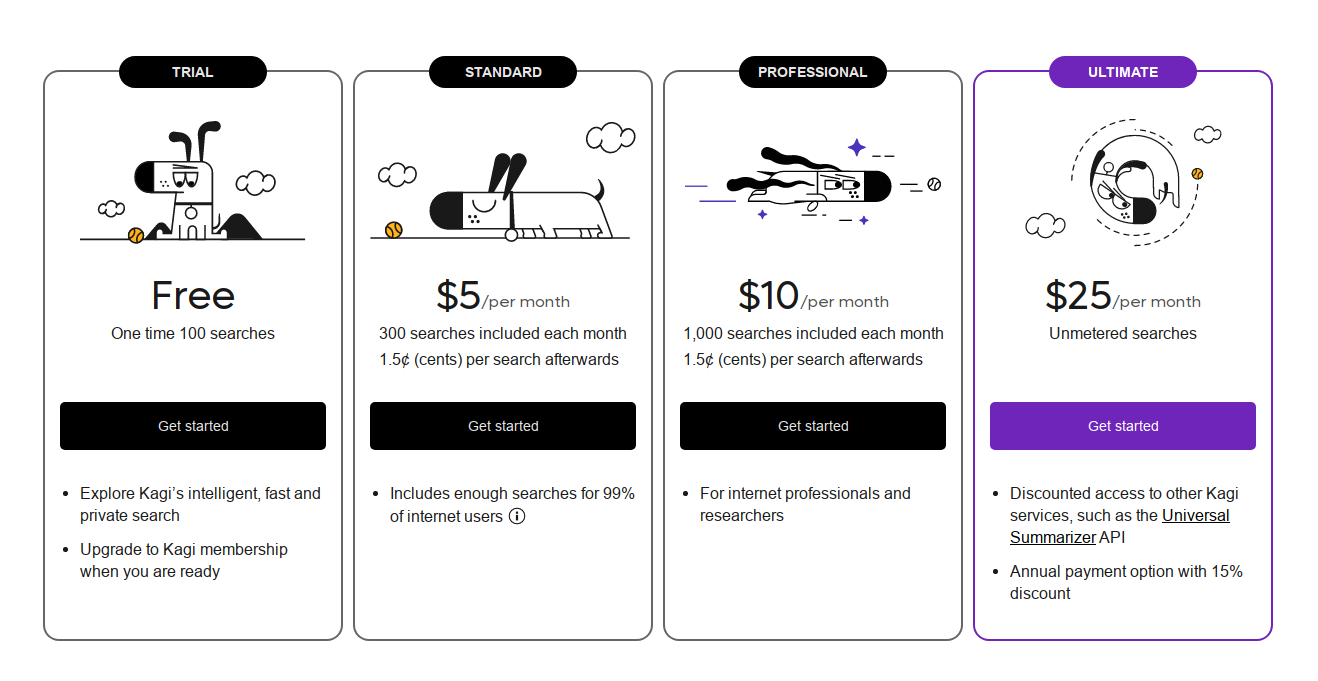 TRIAL
Free
One time 100 searches
Get started
Explore Kagi’s intelligent, fast and
private search
Upgrade to Kagi membership
when you are ready
STANDARD
$5/per month
300 searches included each month
1.5¢ (cents) per search afterwards
Get started
Includes enough searches for 99%
of internet users
PROFESSIONAL
$10/per month
1,000 searches included each month
1.5¢ (cents) per search afterwards
Get started
For internet professionals and
researchers
ULTIMATE
$25/per month
Unmetered searches
Get started
Discounted access to other Kagi
services, such as the Universal
Summarizer API
Annual payment option with 15%
discount